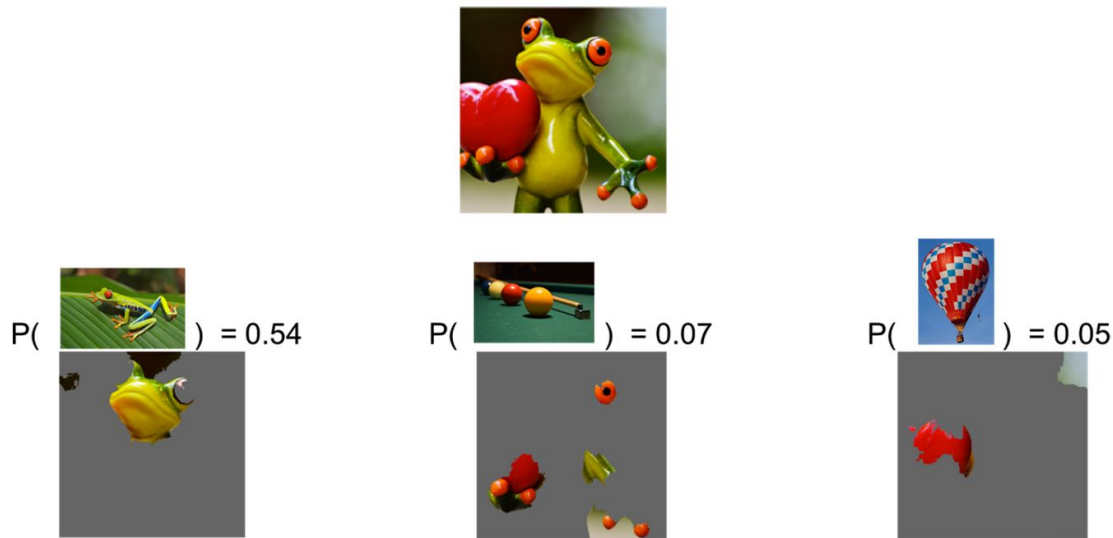 P( ) = 0.54
P( ) = 0.07
P( ) = 0.05